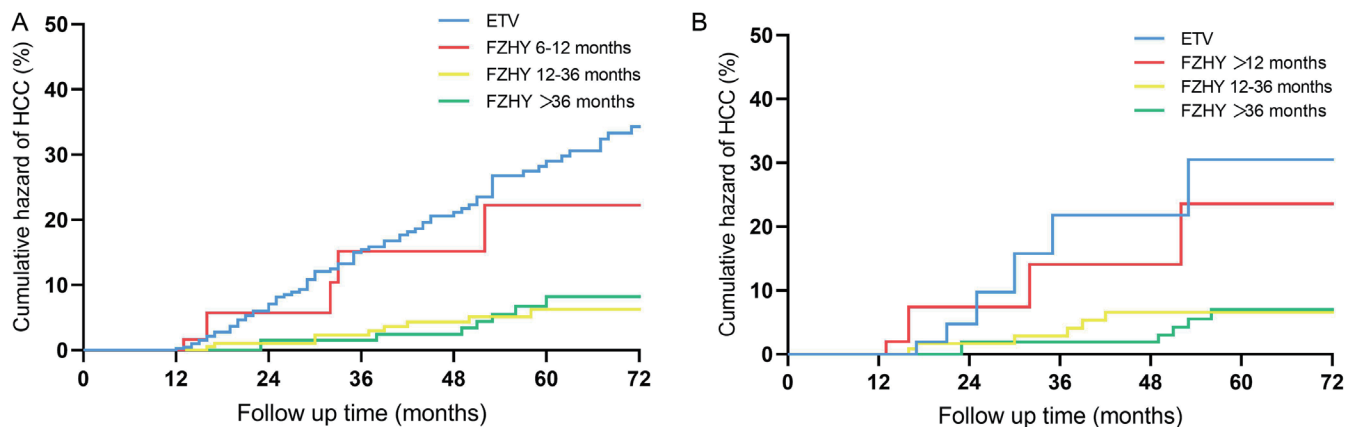 A
ETV
FZHY 6-12 months
FZHY 12-36 months
FZHY >36 months
Cumulative hazard of HCC (%)
50
40
30
20
10
0
0 12 24 36 48 60 72
Follow up time (months)
B
ETV
FZHY >12 months
FZHY 12-36 months
FZHY >36 months
Cumulative hazard of HCC (%)
50
40
30
20
10
0
0 12 24 36 48 60 72
Follow up time (months)